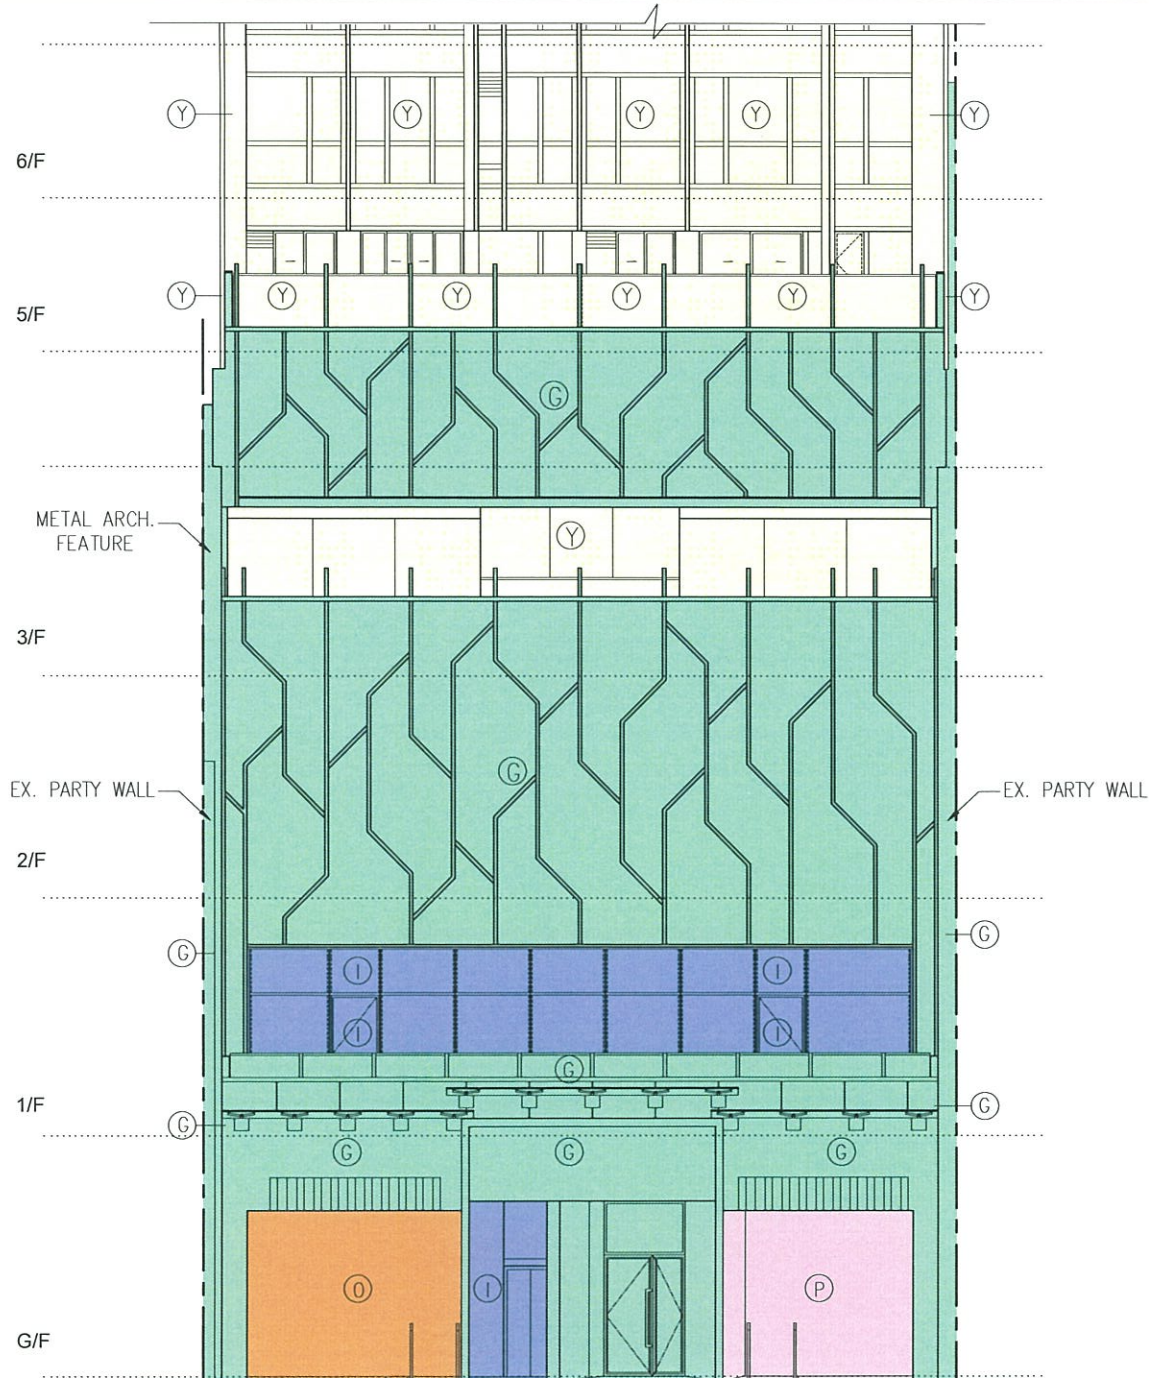 Y Y Y Y Y
6/F
Y Y Y Y Y Y
5/F
G
METAL ARCH.
FEATURE
Y
3/F
G
EX. PARTY WALL
EX. PARTY WALL
2/F
G G
I I
I I
G
1/F
G
G
G G G
O I P
G/F